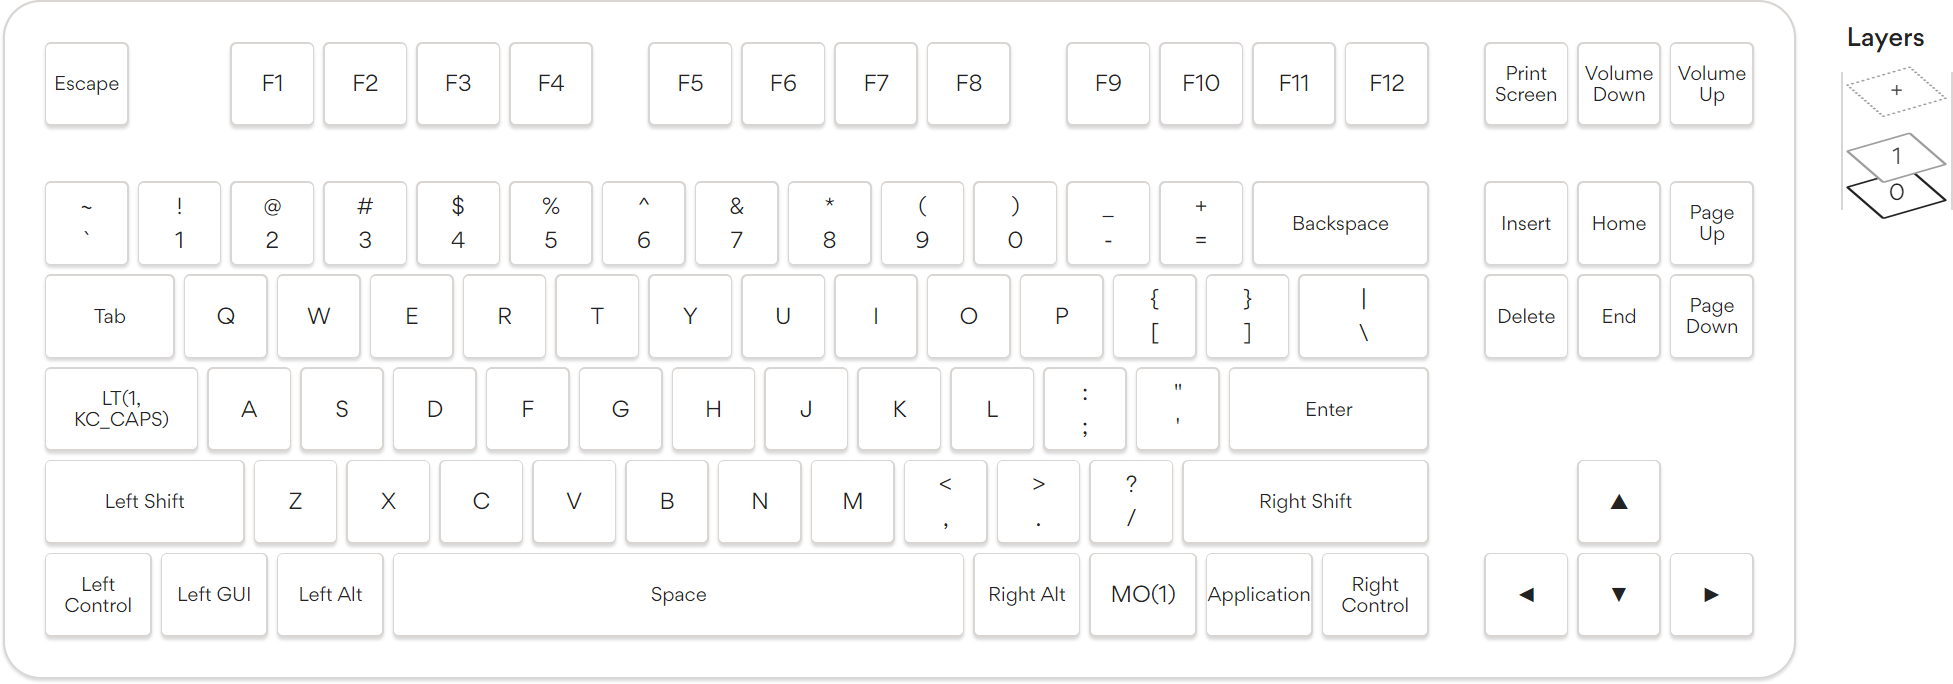 Escape F1 F2 F3 F4 F5 F6 F7 F8 F9 F10 F11 F12 Print Screen Volume Down Volume Up
Layers
+
1
0
~ ! @ # $ % ^ & * ( ) _ +
` 1 2 3 4 5 6 7 8 9 0 - = Backspace Insert Home Page Up
Tab Q W E R T Y U I O P { } |
[ ] \ Delete End Page Down
LT(1, KC_CAPS) A S D F G H J K L : "
; ' Enter
Left Shift Z X C V B N M < > ?
, . / Right Shift ▲
Left Control Left GUI Left Alt Space Right Alt MO(1) Application Right Control ◀ ▼ ▶